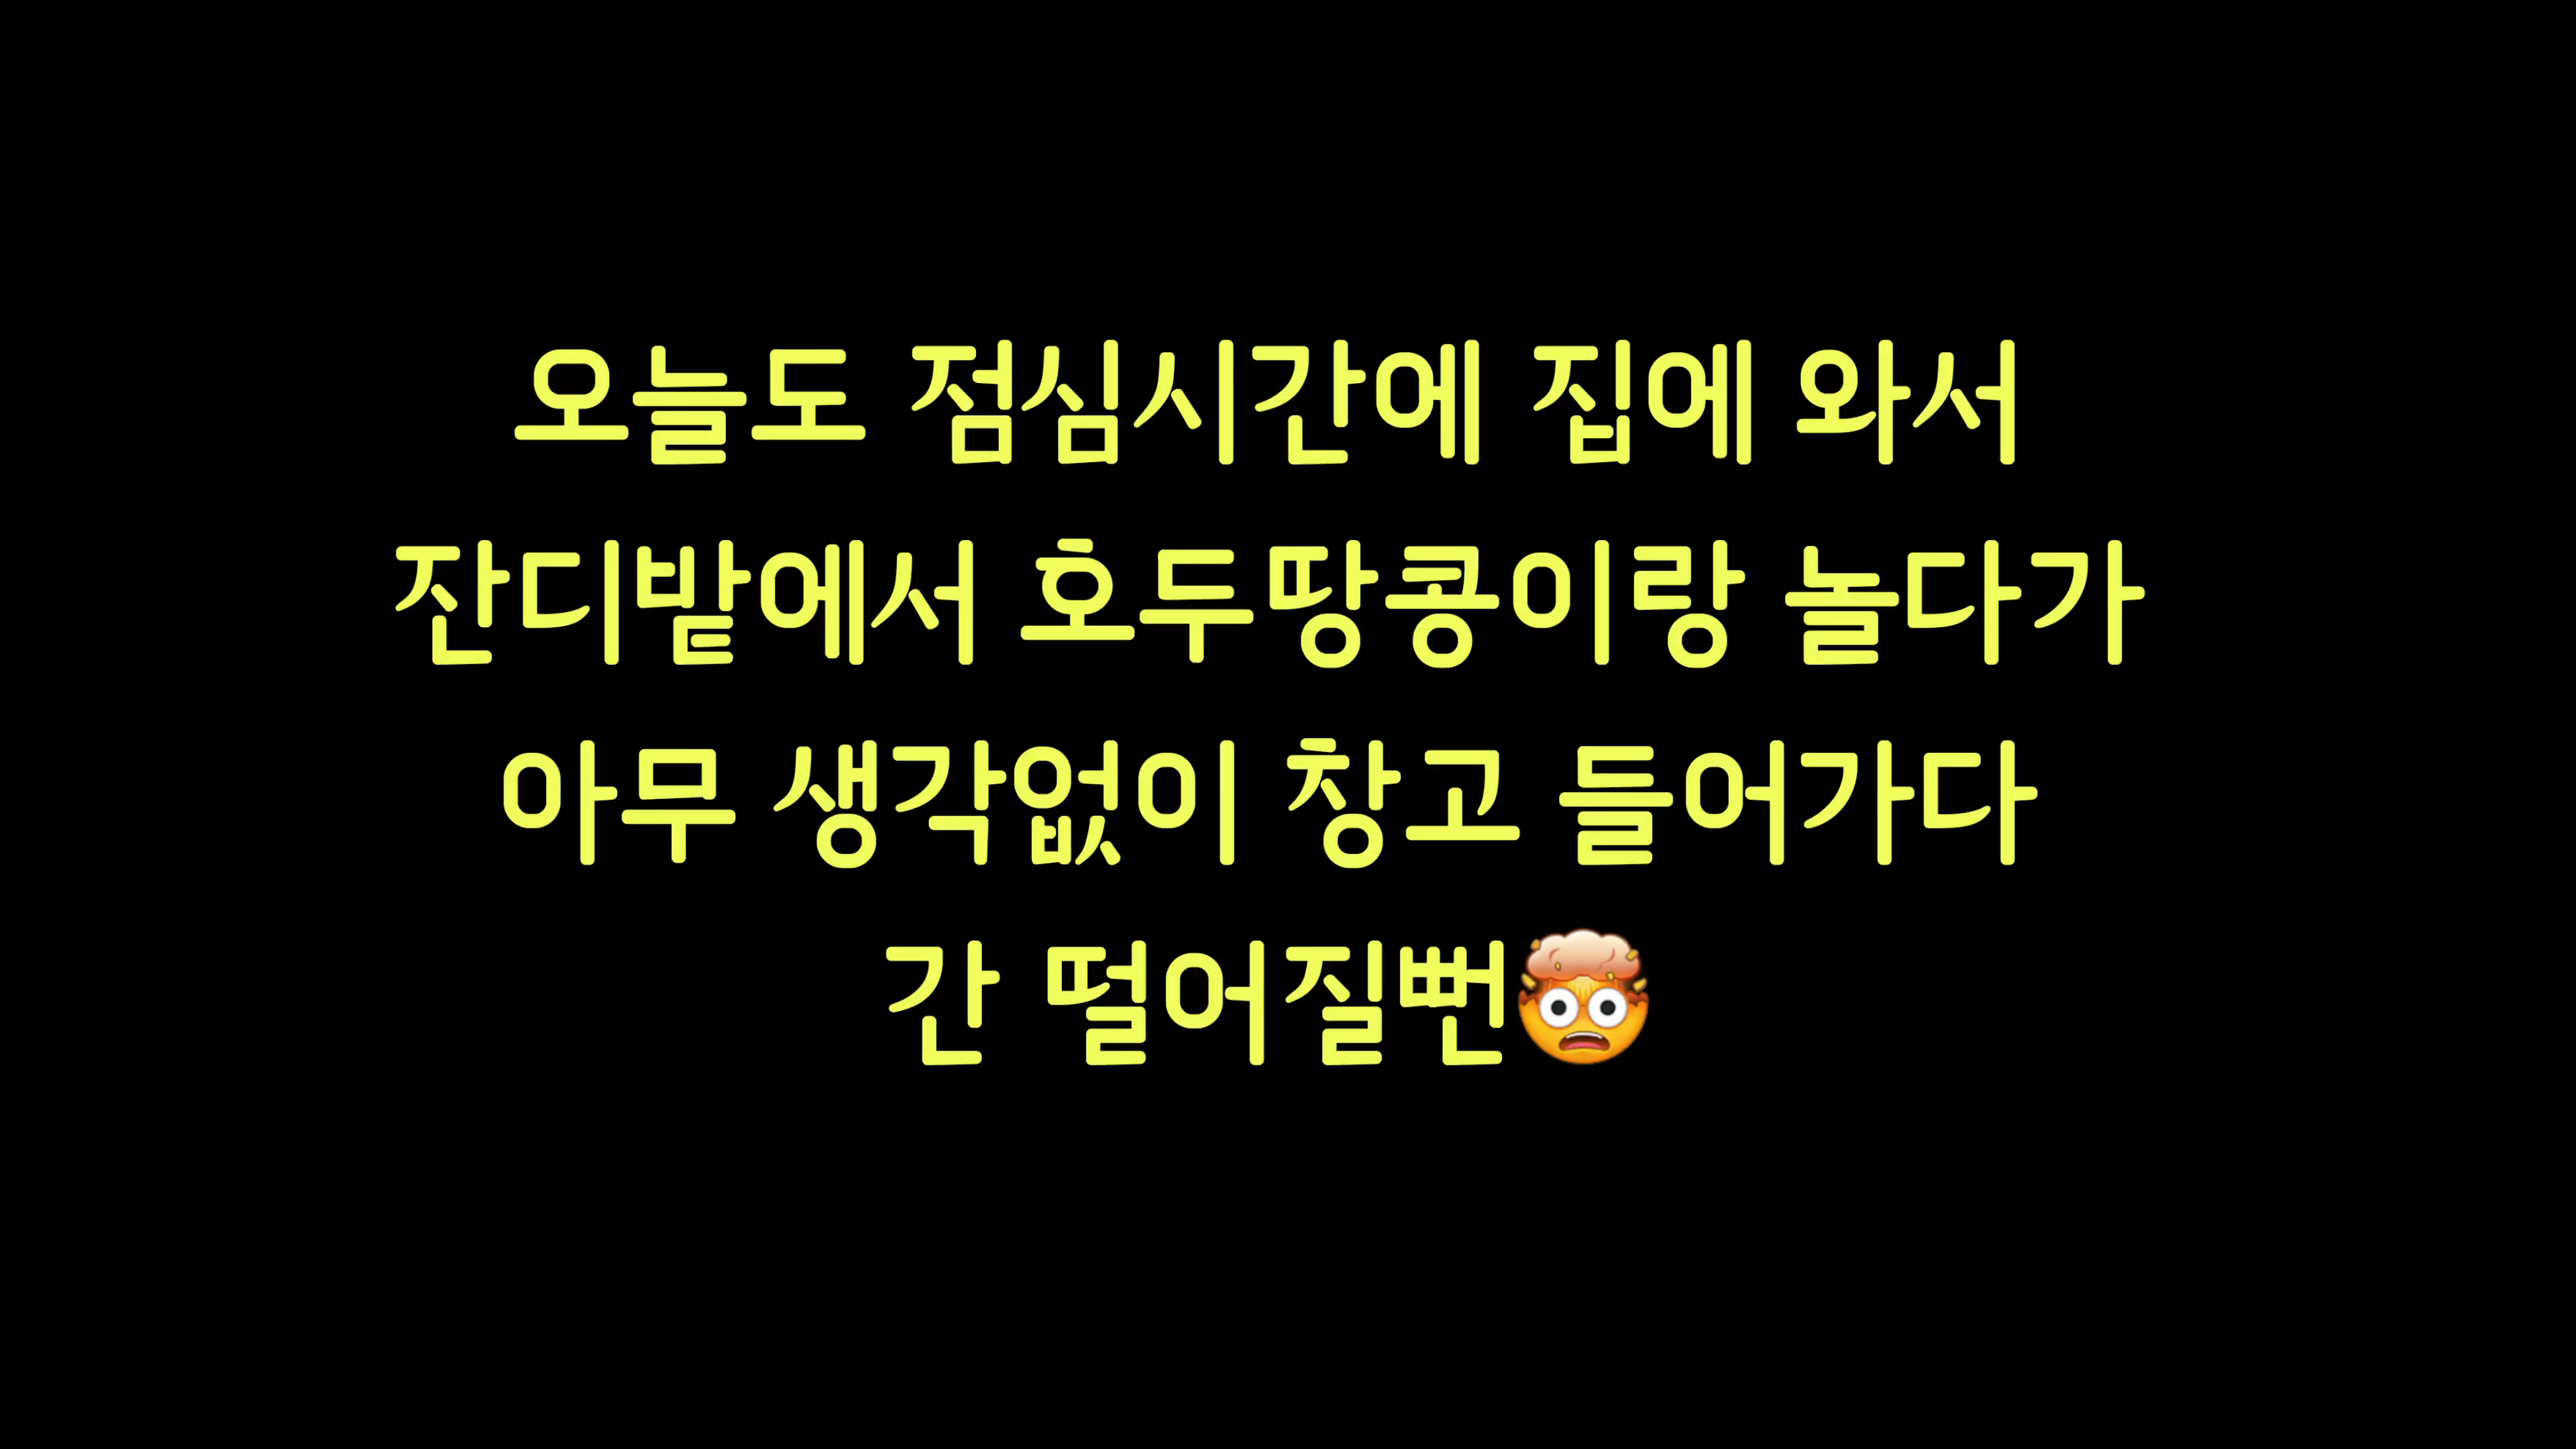 오늘도 점심시간에 집에 와서
잔디밭에서 호두땅콩이랑 놀다가
아무 생각없이 창고 들어가다
간 떨어질뻔🤯